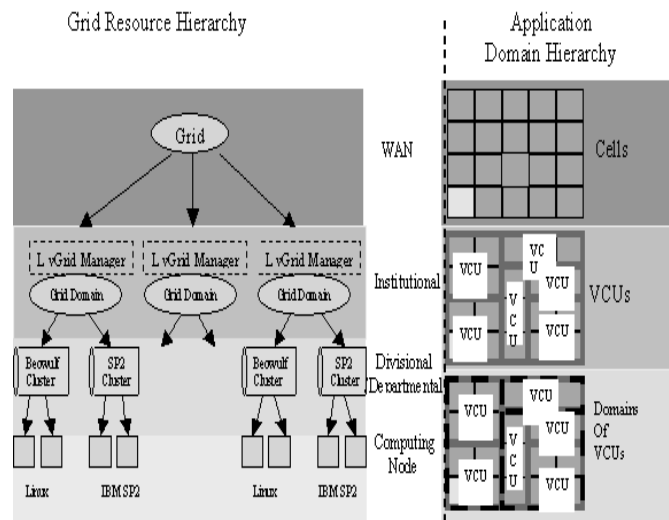 Grid Resource Hierarchy
Application
Domain Hierarchy
Grid
WAN
Cells
L vGrid Manager
L vGrid Manager
L vGrid Manager
Grid Domain
Grid Domain
Grid Domain
Institutional
VCU
VC
U
VCU
V
C
U
VCU
VCU
VCUs
Beowulf
Cluster
SP2
Cluster
Beowulf
Cluster
SP2
Cluster
Divisional
Departmental
Computing
Node
VCU
VCU
VCU
V
C
U
VCU
VCU
Domains
Of
VCUs
Linux
IBM SP2
Linux
IBM SP2